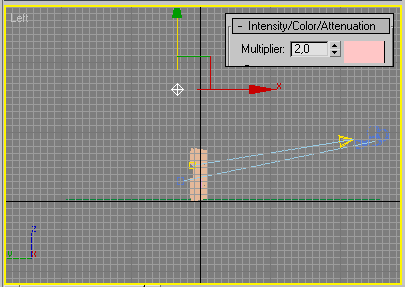 Left
- Intensity/Color/Attenuation
Multiplier: 2,0
x
z
x